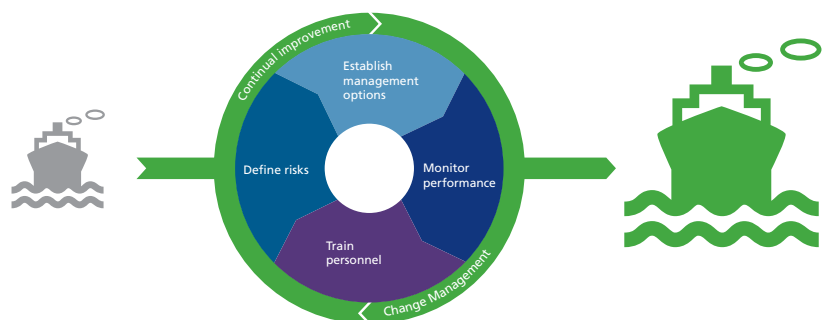 Continual improvement
Establish
management
options
Define risks
Monitor
performance
Train
personnel
Change Management